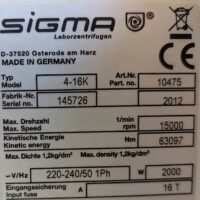 sigma
Laborzentrifugen
D-37520 Osterode am Harz
MADE IN GERMANY CE
Typ Model 4-16K Art.Nr. Part no. 10475
Fabrik-Nr. Serial no. 145726 2012
Max. Drehzahl Max. Speed 1/min rpm 15000
Kinetische Energie Kinetic energy Nm 63097
Max. Dichte 1,2kg/dm³ Max. density 1,2kg/dm³
V/Hz 220-240/50 1Ph W 2000
Eingangssicherung Input fuse A 16 T